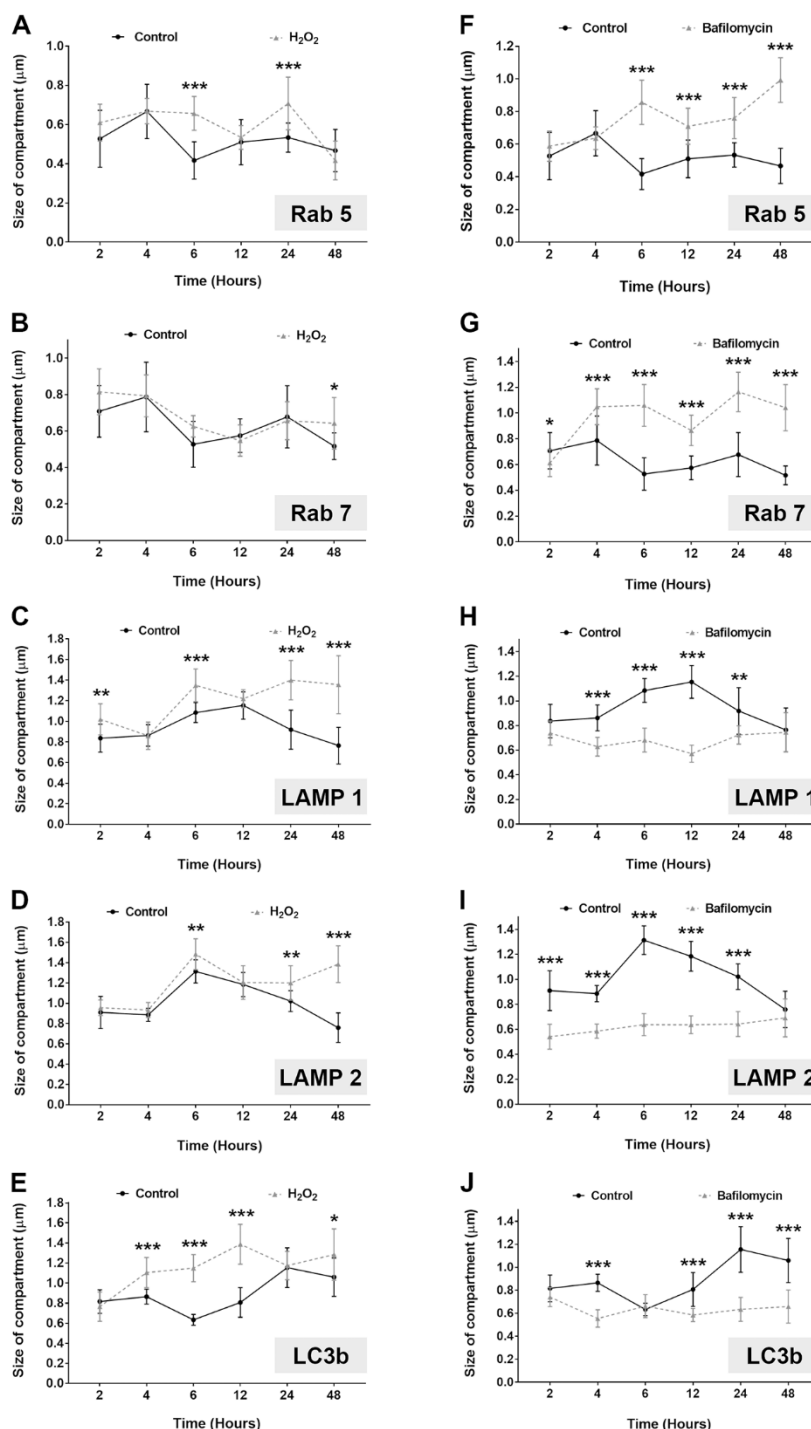 A
Control
H₂O₂
Size of compartment (µm)
1.0
0.8
0.6
0.4
0.2
0.0
***
***
Rab 5
2 4 6 12 24 48
Time (Hours)
F
Control
Bafilomycin
Size of compartment (µm)
1.2
1.0
0.8
0.6
0.4
0.2
0.0
***
***
***
***
Rab 5
2 4 6 12 24 48
Time (Hours)
B
Control
H₂O₂
Size of compartment (µm)
1.0
0.8
0.6
0.4
0.2
0.0
*
Rab 7
2 4 6 12 24 48
Time (Hours)
G
Control
Bafilomycin
Size of compartment (µm)
1.4
1.2
1.0
0.8
0.6
0.4
0.2
0.0
*
***
***
***
***
***
Rab 7
2 4 6 12 24 48
Time (Hours)
C
Control
H₂O₂
Size of compartment (µm)
1.8
1.6
1.4
1.2
1.0
0.8
0.6
0.4
0.2
0.0
**
***
***
***
LAMP 1
2 4 6 12 24 48
Time (Hours)
H
Control
Bafilomycin
Size of compartment (µm)
1.4
1.2
1.0
0.8
0.6
0.4
0.2
0.0
***
***
***
**
LAMP 1
2 4 6 12 24 48
Time (Hours)
D
Control
H₂O₂
Size of compartment (µm)
1.8
1.6
1.4
1.2
1.0
0.8
0.6
0.4
0.2
0.0
**
**
***
LAMP 2
2 4 6 12 24 48
Time (Hours)
I
Control
Bafilomycin
Size of compartment (µm)
1.6
1.4
1.2
1.0
0.8
0.6
0.4
0.2
0.0
***
***
***
***
***
LAMP 2
2 4 6 12 24 48
Time (Hours)
E
Control
H₂O₂
Size of compartment (µm)
1.8
1.6
1.4
1.2
1.0
0.8
0.6
0.4
0.2
0.0
***
***
***
*
LC3b
2 4 6 12 24 48
Time (Hours)
J
Control
Bafilomycin
Size of compartment (µm)
1.4
1.2
1.0
0.8
0.6
0.4
0.2
0.0
***
***
***
***
LC3b
2 4 6 12 24 48
Time (Hours)